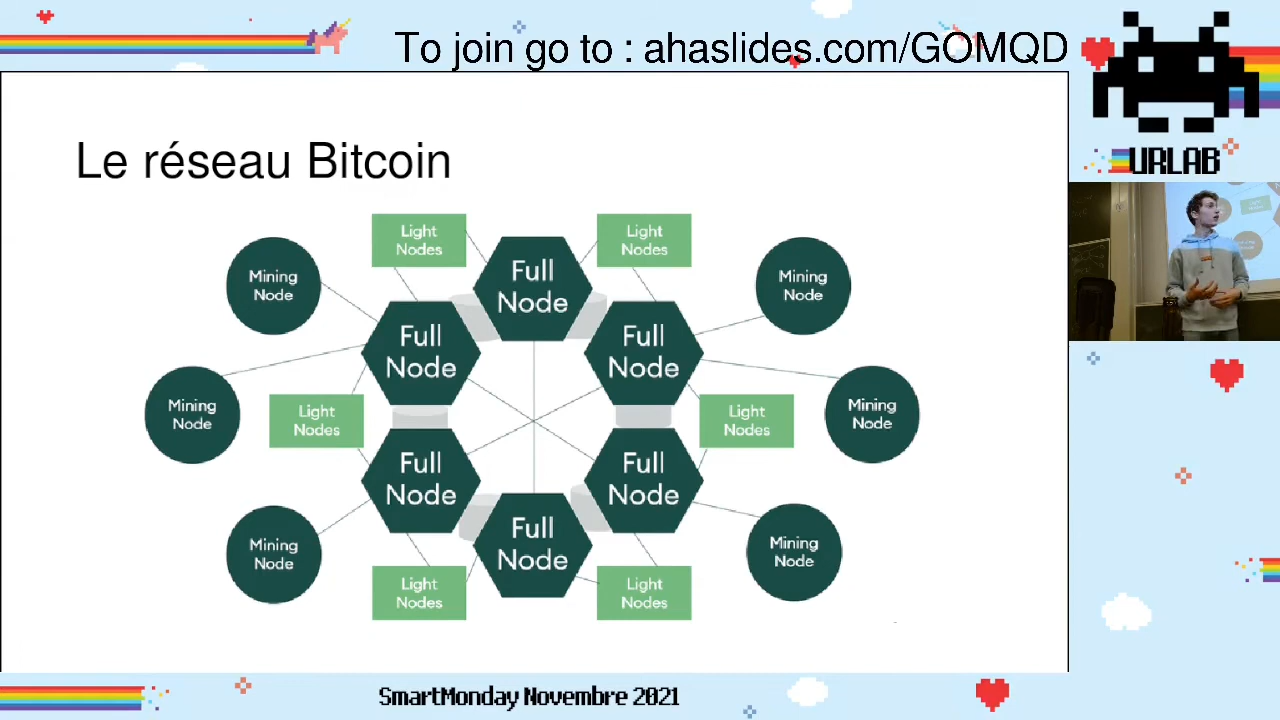 To join go to : ahaslides.com/GOMQD
URLAB
Le réseau Bitcoin
Light
Nodes
Light
Nodes
Full
Node
Mining
Node
Mining
Node
Full
Node
Full
Node
Mining
Node
Light
Nodes
Light
Nodes
Mining
Node
Full
Node
Full
Node
Full
Node
Mining
Node
Mining
Node
Light
Nodes
Light
Nodes
SmartMonday Novembre 2021